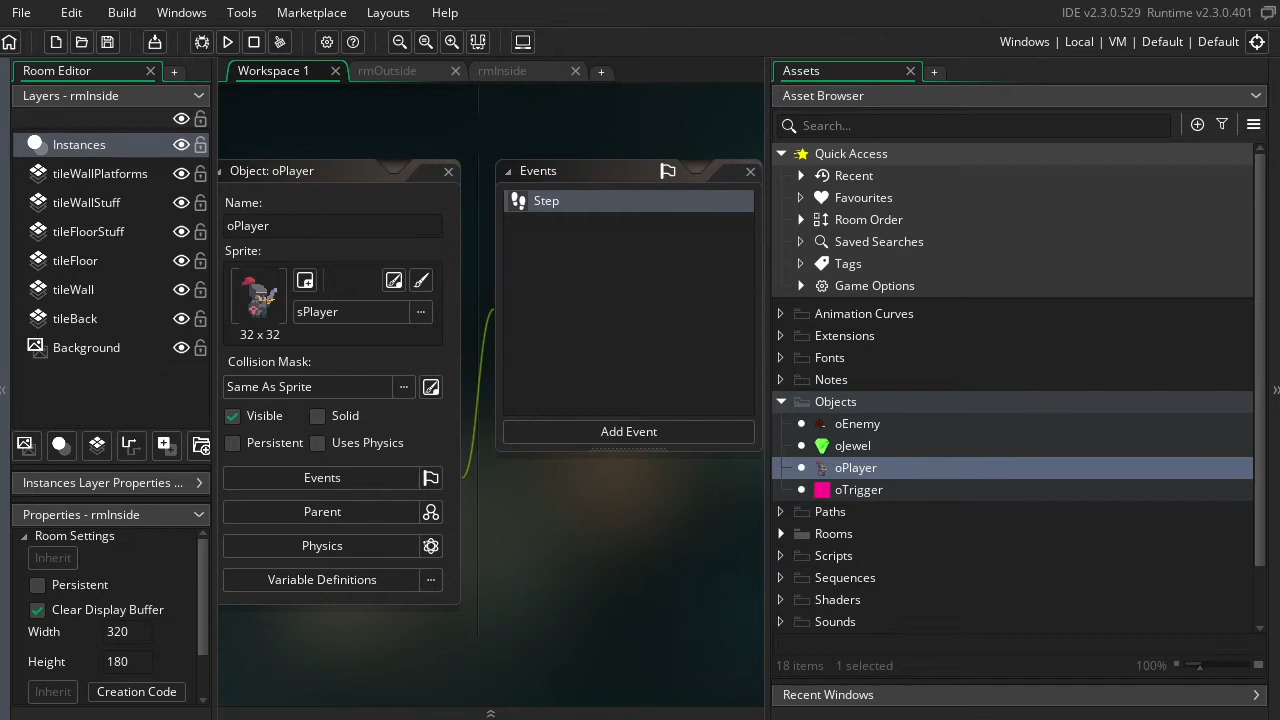 File Edit Build Windows Tools Marketplace Layouts Help IDE v2.3.0.529 Runtime v2.3.0.401
Windows | Local | VM | Default | Default
Room Editor
Workspace 1
rmOutside
rmInside
Assets
Layers - rmInside
Asset Browser
Search...
Instances
tileWallPlatforms
tileWallStuff
tileFloorStuff
tileFloor
tileWall
tileBack
Background
Instances Layer Properties ...
Properties - rmInside
Room Settings
Inherit
Persistent
Clear Display Buffer
Width 320
Height 180
Inherit Creation Code
Object: oPlayer
Name:
oPlayer
Sprite:
sPlayer
32 x 32
Collision Mask:
Same As Sprite
Visible Solid
Persistent Uses Physics
Events
Parent
Physics
Variable Definitions
Events
Step
Add Event
Quick Access
Recent
Favourites
Room Order
Saved Searches
Tags
Game Options
Animation Curves
Extensions
Fonts
Notes
Objects
oEnemy
oJewel
oPlayer
oTrigger
Paths
Rooms
Scripts
Sequences
Shaders
Sounds
18 items 1 selected 100%
Recent Windows